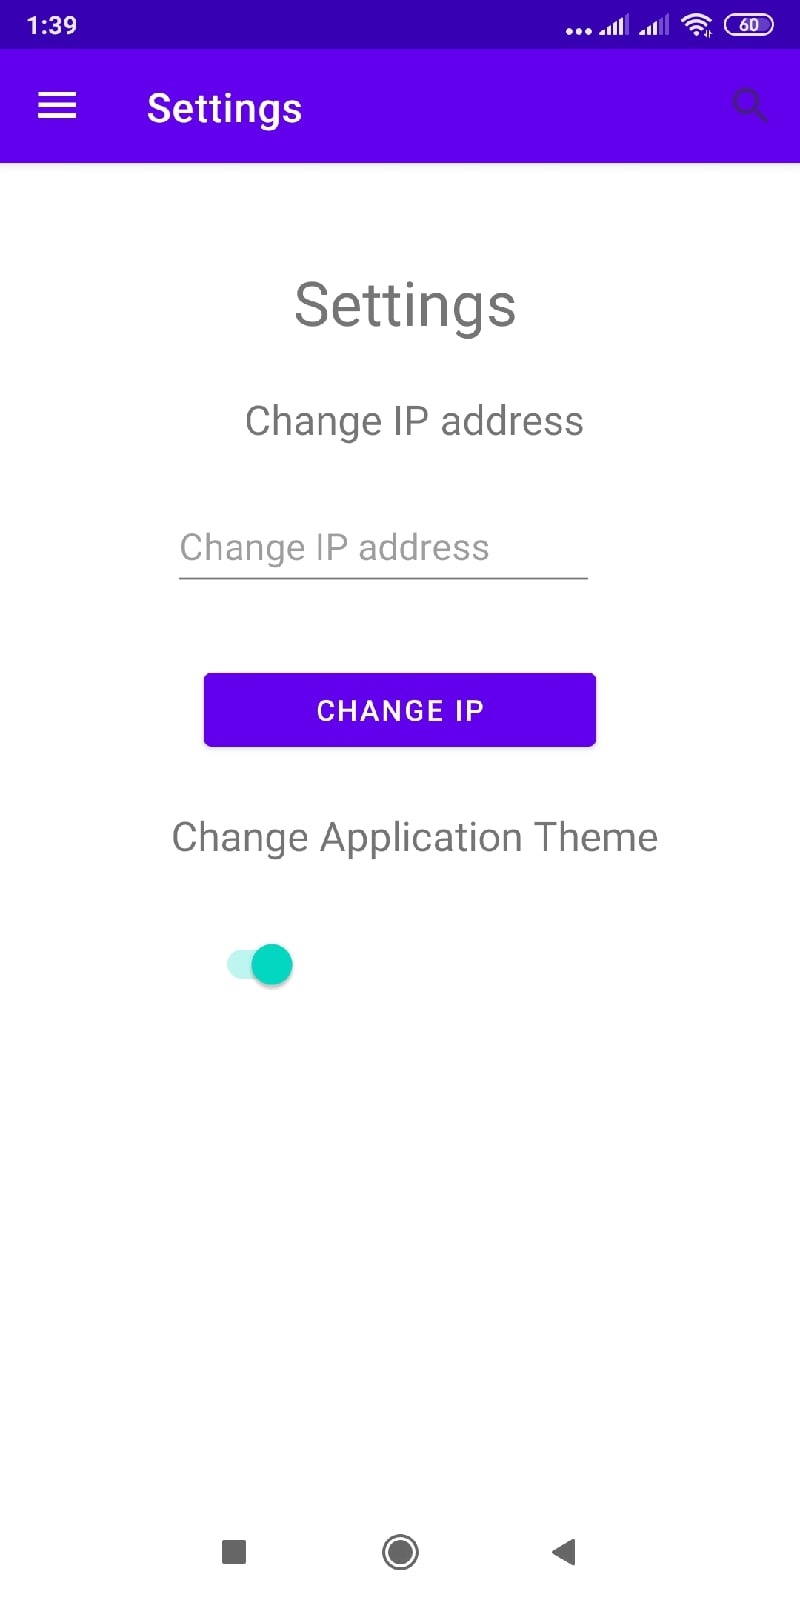 1:39
60
Settings
Settings
Change IP address
Change IP address
CHANGE IP
Change Application Theme